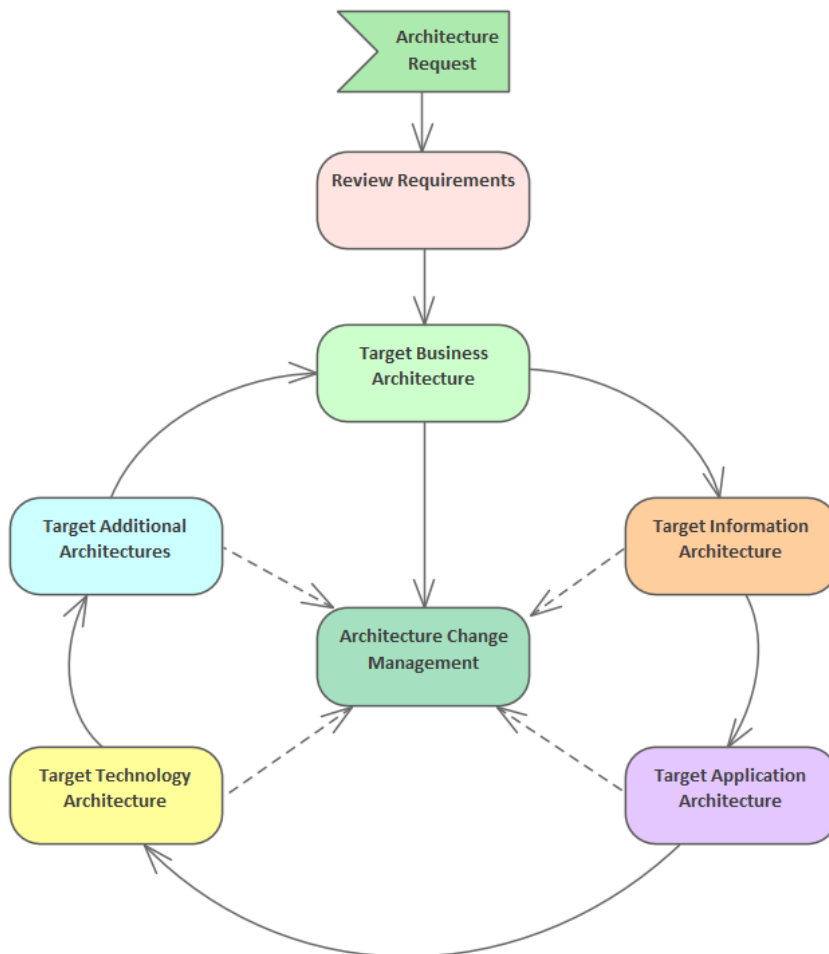 Architecture
Request
Review Requirements
Target Business
Architecture
Target Additional
Architectures
Target Information
Architecture
Architecture Change
Management
Target Technology
Architecture
Target Application
Architecture